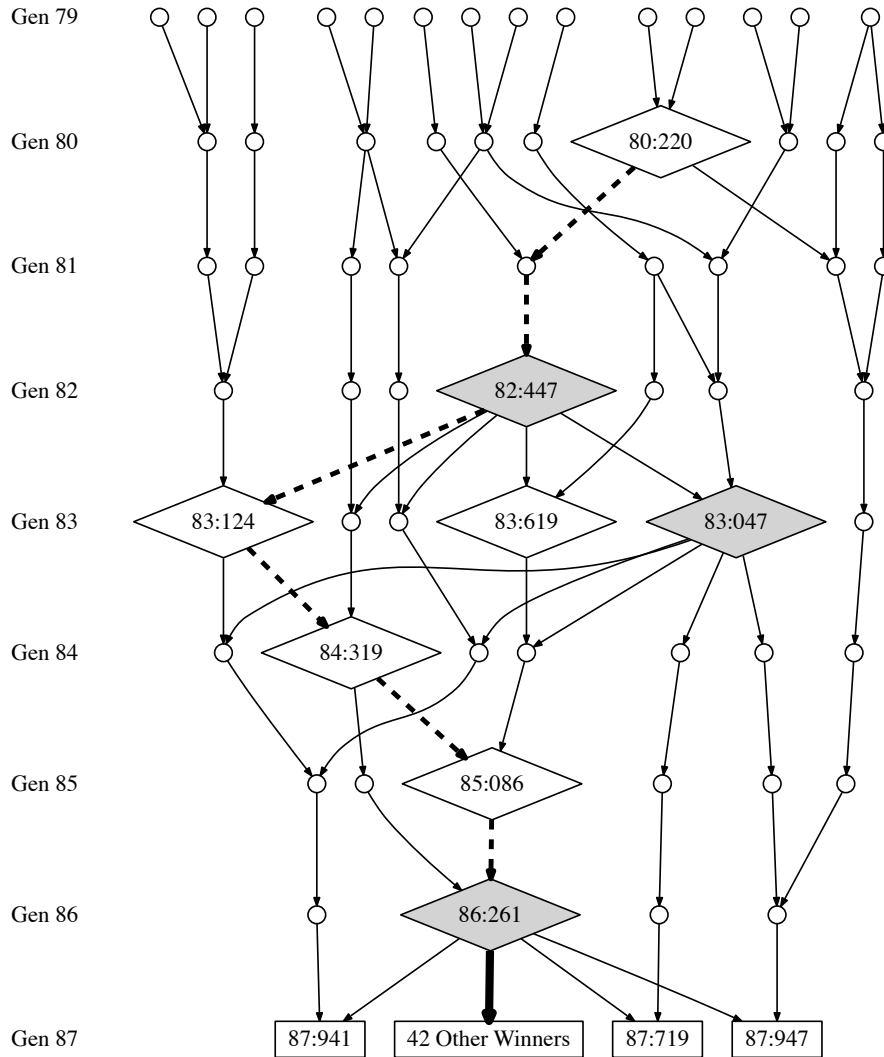 Gen 79
Gen 80
80:220
Gen 81
Gen 82
82:447
Gen 83
83:124
83:619
83:047
Gen 84
84:319
Gen 85
85:086
Gen 86
86:261
Gen 87
87:941
42 Other Winners
87:719
87:947